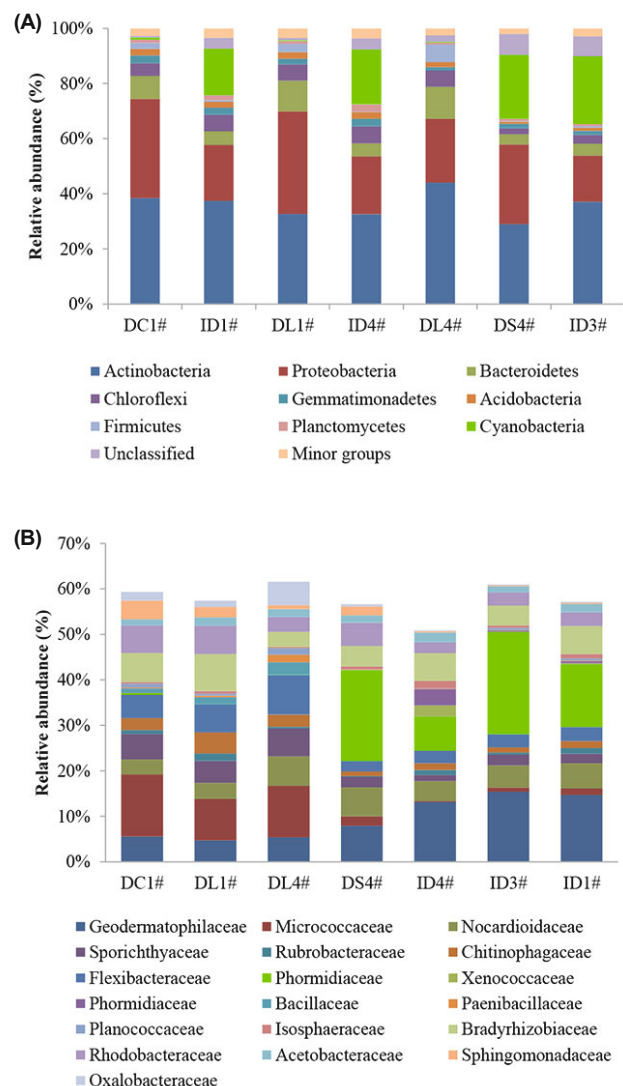 (A)
100%
80%
60%
40%
20%
0%
Relative abundance (%)
DC1# ID1# DL1# ID4# DL4# DS4# ID3#
Actinobacteria Proteobacteria Bacteroidetes
Chloroflexi Gemmatimonadetes Acidobacteria
Firmicutes Planctomycetes Cyanobacteria
Unclassified Minor groups
(B)
70%
60%
50%
40%
30%
20%
10%
0%
Relative abundance (%)
DC1# DL1# DL4# DS4# ID4# ID3# ID1#
Geodermatophilaceae Micrococcaceae Nocardioidaceae
Sporichthyaceae Rubrobacteraceae Chitinophagaceae
Flexibacteraceae Phormidiaceae Xenococcaceae
Phormidiaceae Bacillaceae Paenibacillaceae
Planococcaceae Isosphaeraceae Bradyrhizobiaceae
Rhodobacteraceae Acetobacteraceae Sphingomonadaceae
Oxalobacteraceae